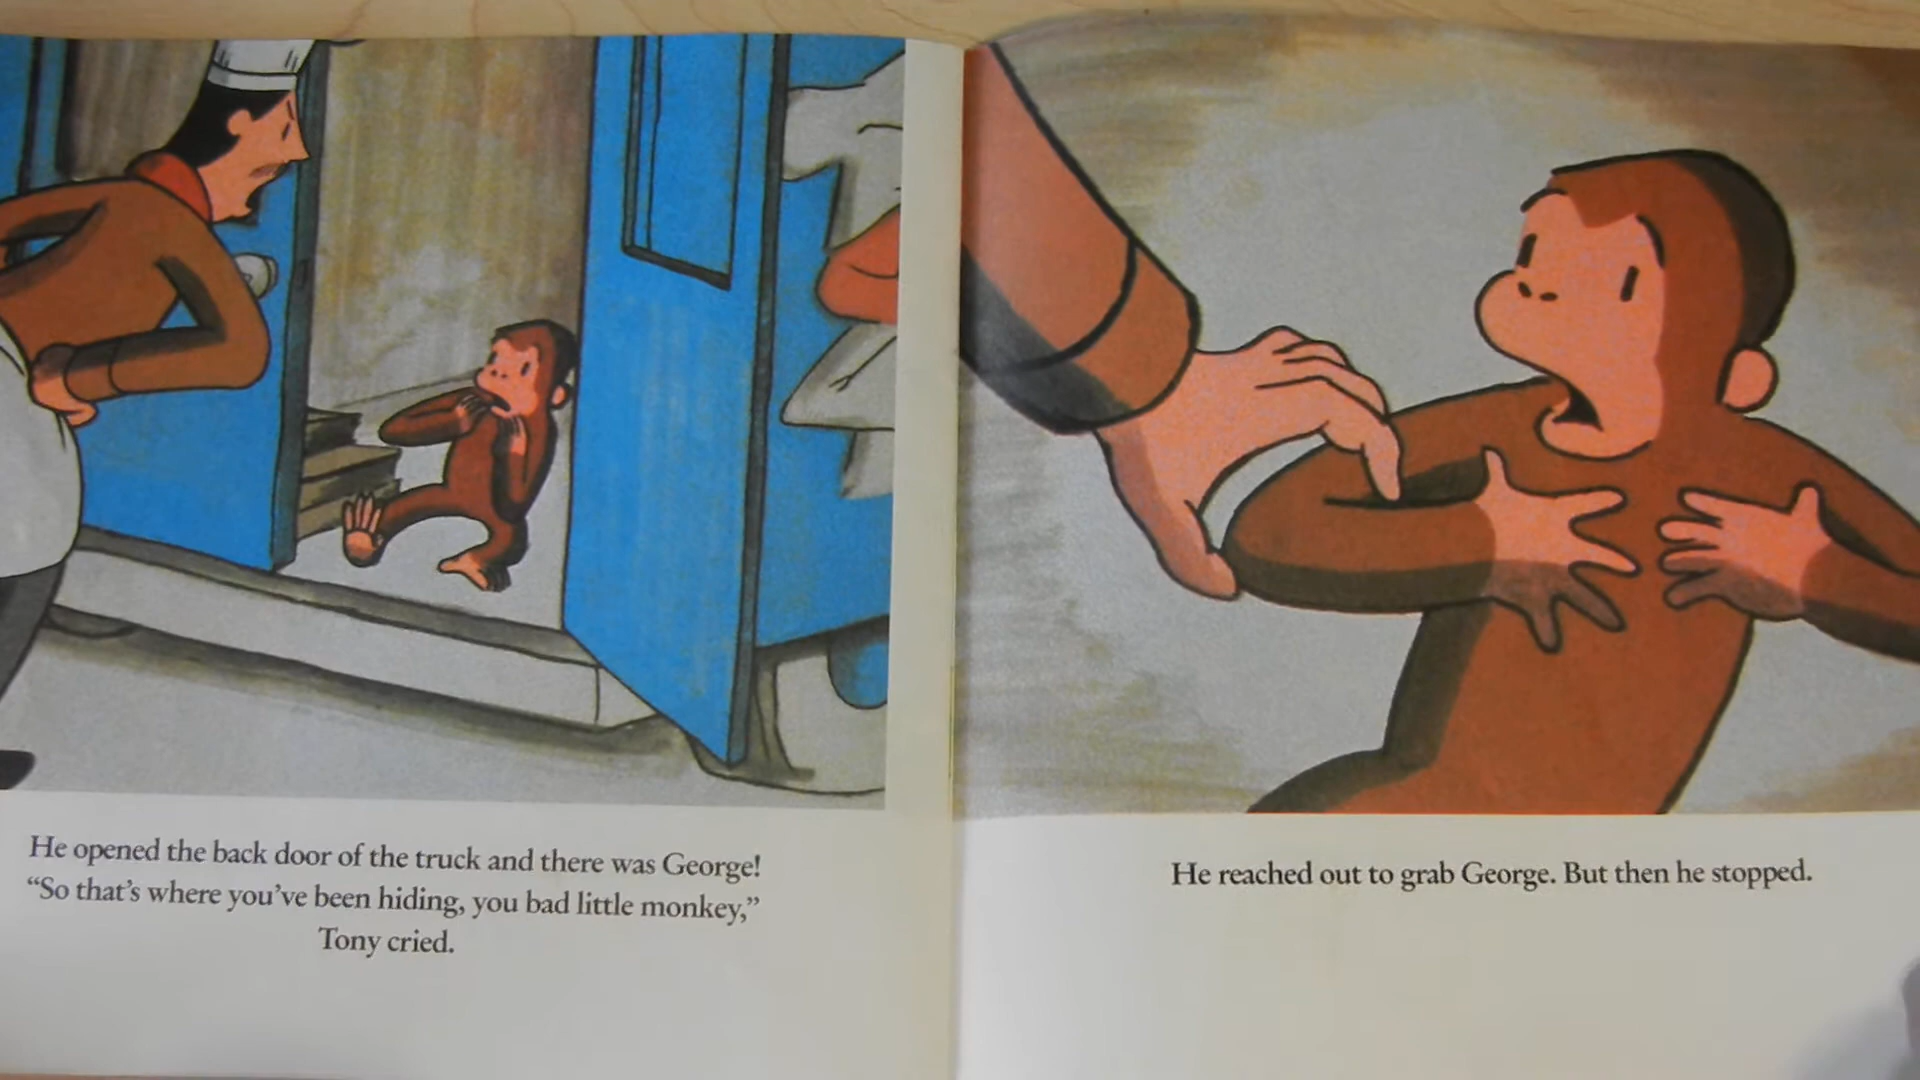 He opened the back door of the truck and there was George!
“So that’s where you’ve been hiding, you bad little monkey,”
Tony cried.
He reached out to grab George. But then he stopped.